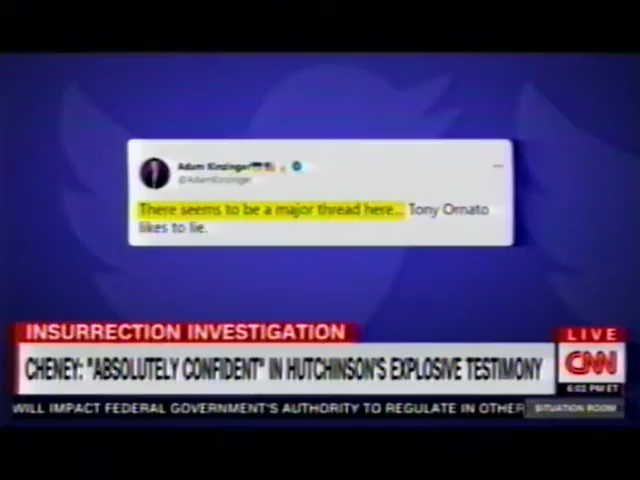 Adam Kinzinger
@AdamKinzinger
There seems to be a major thread here... Tony Ornato
likes to lie.
INSURRECTION INVESTIGATION
LIVE
CHENEY: "ABSOLUTELY CONFIDENT" IN HUTCHINSON'S EXPLOSIVE TESTIMONY
CNN
6:02 PM ET
WILL IMPACT FEDERAL GOVERNMENT'S AUTHORITY TO REGULATE IN OTHER
SITUATION ROOM